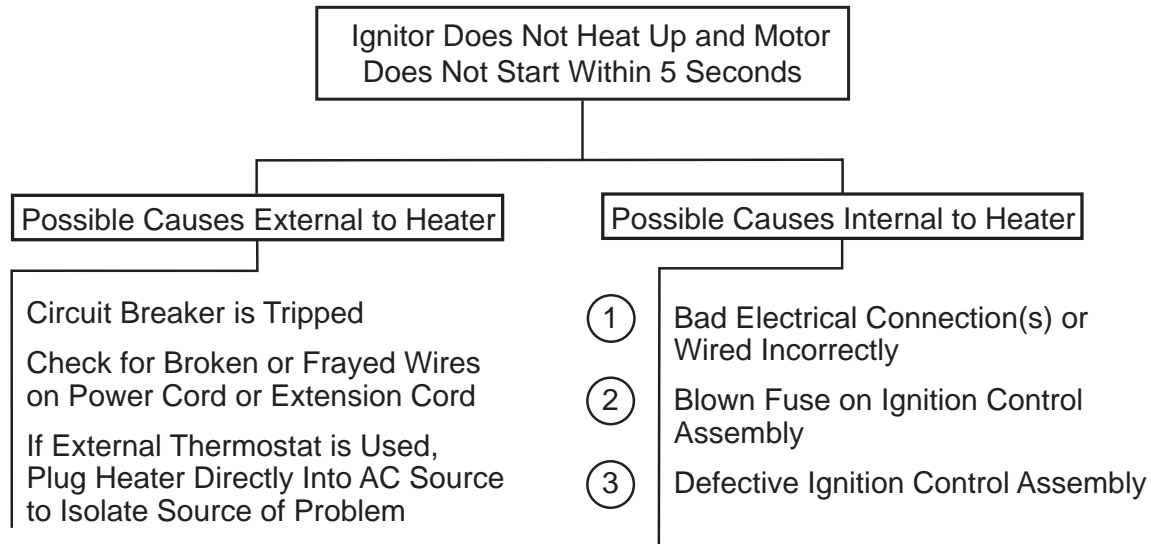 Ignitor Does Not Heat Up and Motor
Does Not Start Within 5 Seconds
Possible Causes External to Heater
Circuit Breaker is Tripped
Check for Broken or Frayed Wires
on Power Cord or Extension Cord
If External Thermostat is Used,
Plug Heater Directly Into AC Source
to Isolate Source of Problem
Possible Causes Internal to Heater
1 Bad Electrical Connection(s) or
Wired Incorrectly
2 Blown Fuse on Ignition Control
Assembly
3 Defective Ignition Control Assembly